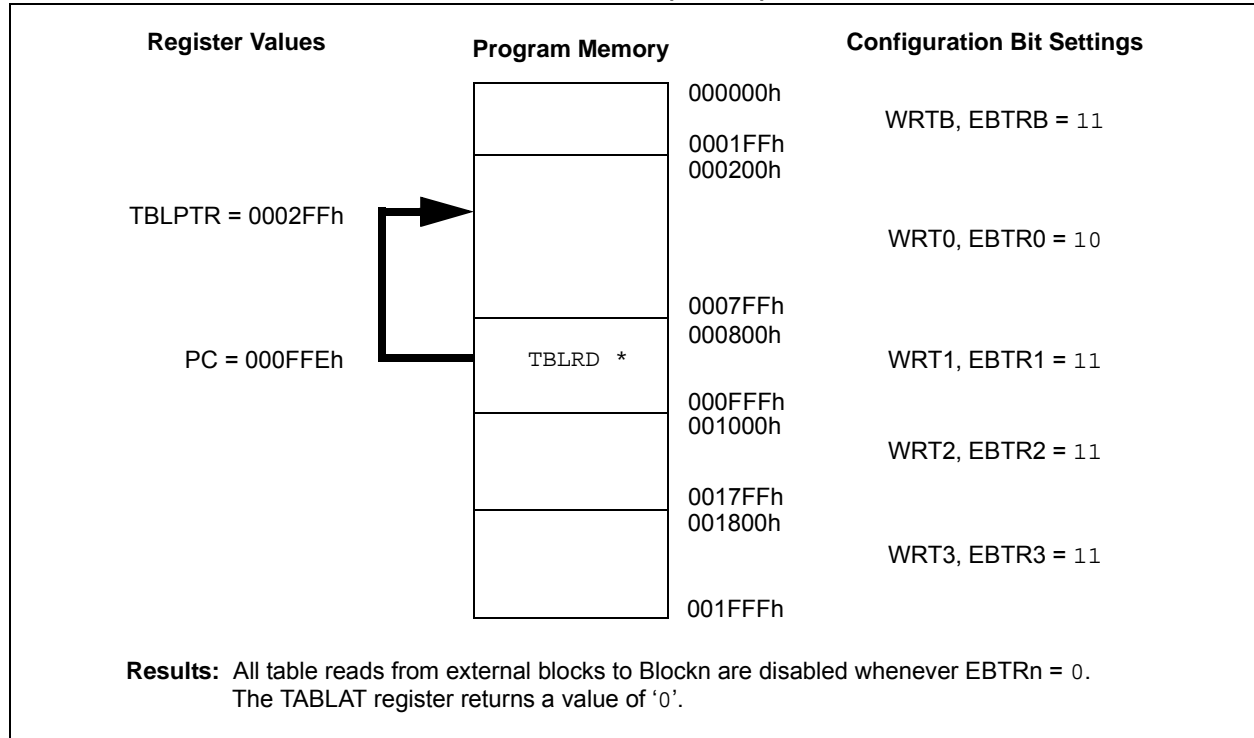 Register Values
Program Memory
Configuration Bit Settings
000000h
WRTB, EBTRB = 11
0001FFh
000200h
TBLPTR = 0002FFh
WRT0, EBTR0 = 10
0007FFh
000800h
PC = 000FFEh
TBLRD *
WRT1, EBTR1 = 11
000FFFh
001000h
WRT2, EBTR2 = 11
0017FFh
001800h
WRT3, EBTR3 = 11
001FFFh
Results: All table reads from external blocks to Blockn are disabled whenever EBTRn = 0.
The TABLAT register returns a value of ‘0’.